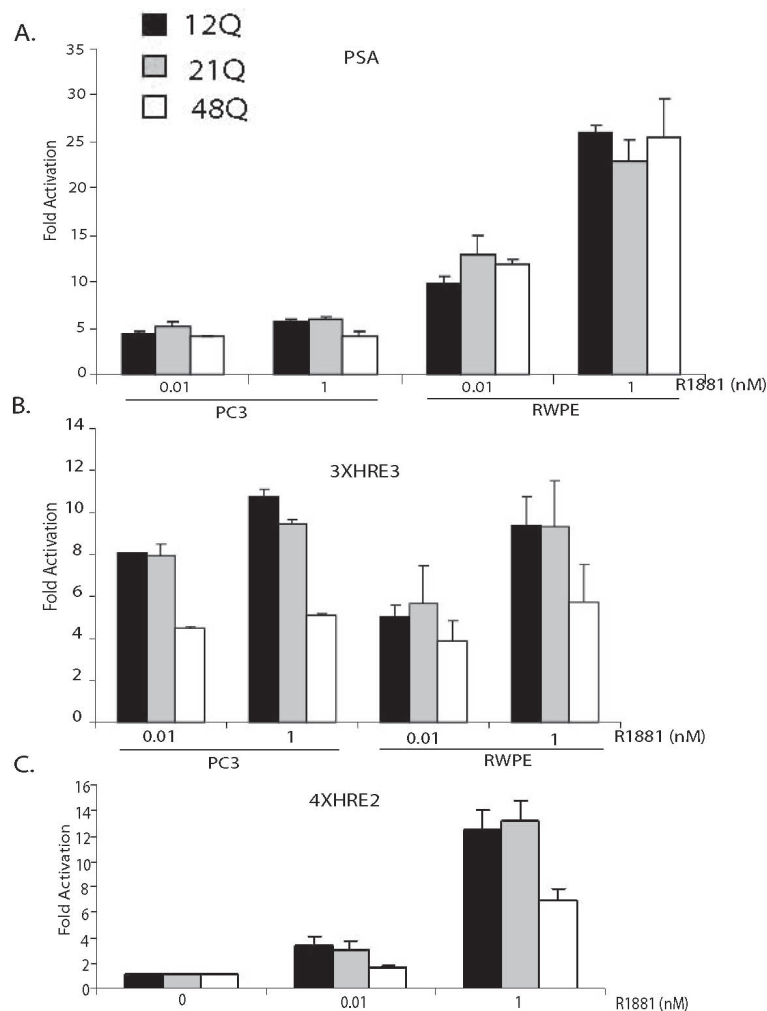 A.
12Q
21Q
48Q
PSA
35
30
25
20
15
10
5
0
Fold Activation
0.01
1
0.01
1
R1881 (nM)
PC3
RWPE
B.
3XHRE3
14
12
10
8
6
4
2
0
Fold Activation
0.01
1
0.01
1
R1881 (nM)
PC3
RWPE
C.
4XHRE2
16
14
12
10
8
6
4
2
0
Fold Activation
0
0.01
1
R1881 (nM)